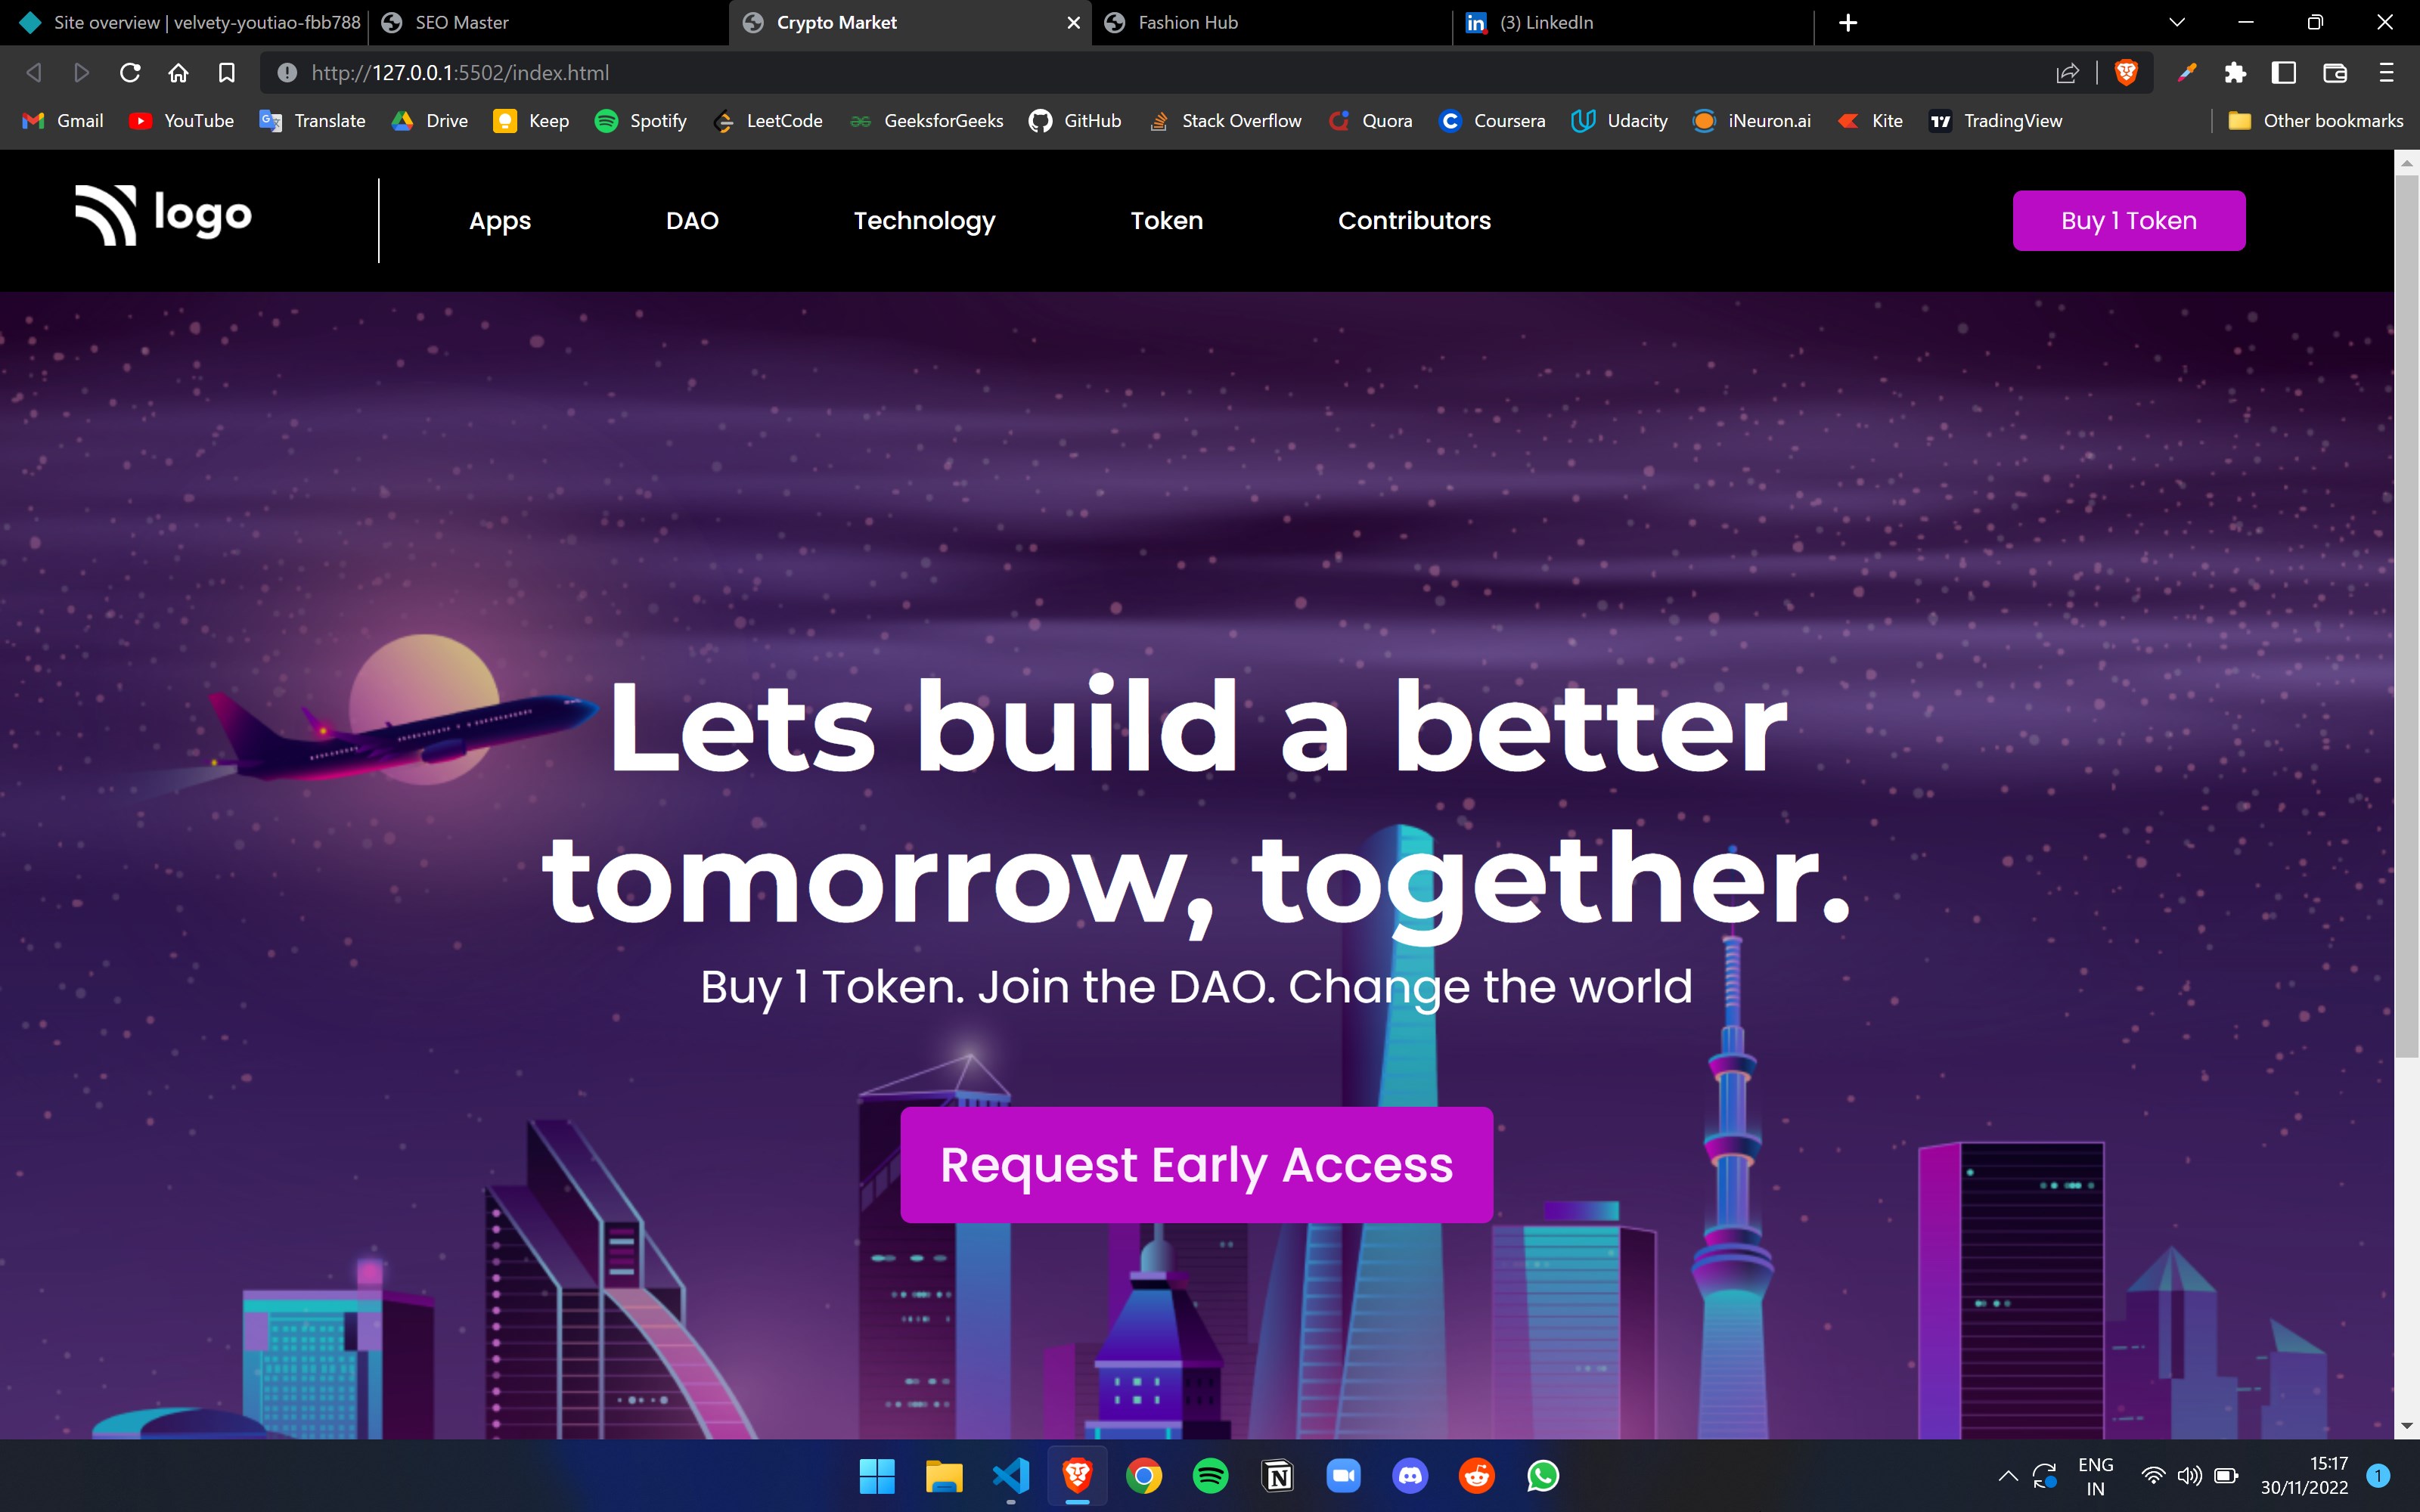 Site overview | velvety-youtiao-fbb788
SEO Master
Crypto Market
Fashion Hub
in (3) LinkedIn
http://127.0.0.1:5502/index.html
Gmail YouTube Translate Drive Keep Spotify LeetCode GeeksforGeeks GitHub Stack Overflow Quora Coursera Udacity iNeuron.ai Kite TradingView Other bookmarks
logo Apps DAO Technology Token Contributors Buy 1 Token
Lets build a better
tomorrow, together.
Buy 1 Token. Join the DAO. Change the world
Request Early Access
ENG
IN
15:17
30/11/2022
1